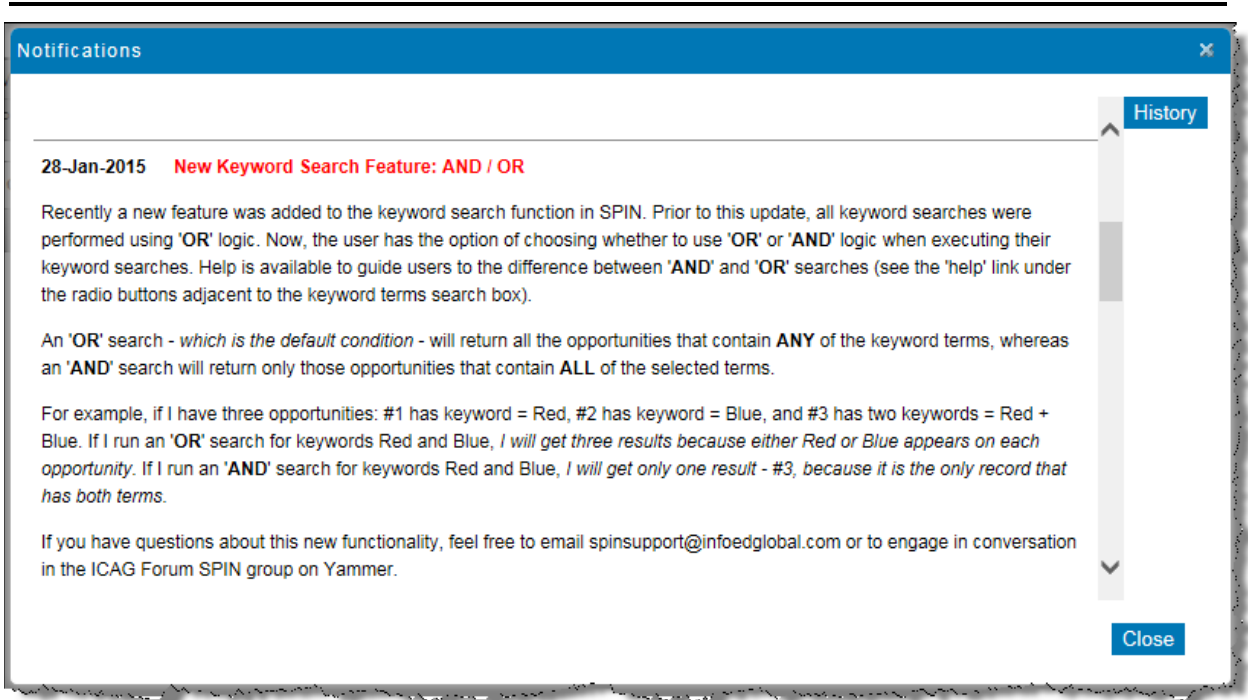 Notifications
History
28-Jan-2015 New Keyword Search Feature: AND / OR
Recently a new feature was added to the keyword search function in SPIN. Prior to this update, all keyword searches were
performed using 'OR' logic. Now, the user has the option of choosing whether to use 'OR' or 'AND' logic when executing their
keyword searches. Help is available to guide users to the difference between 'AND' and 'OR' searches (see the 'help' link under
the radio buttons adjacent to the keyword terms search box).
An 'OR' search - which is the default condition - will return all the opportunities that contain ANY of the keyword terms, whereas
an 'AND' search will return only those opportunities that contain ALL of the selected terms.
For example, if I have three opportunities: #1 has keyword = Red, #2 has keyword = Blue, and #3 has two keywords = Red +
Blue. If I run an 'OR' search for keywords Red and Blue, I will get three results because either Red or Blue appears on each
opportunity. If I run an 'AND' search for keywords Red and Blue, I will get only one result - #3, because it is the only record that
has both terms.
If you have questions about this new functionality, feel free to email spinsupport@infoedglobal.com or to engage in conversation
in the ICAG Forum SPIN group on Yammer.
Close